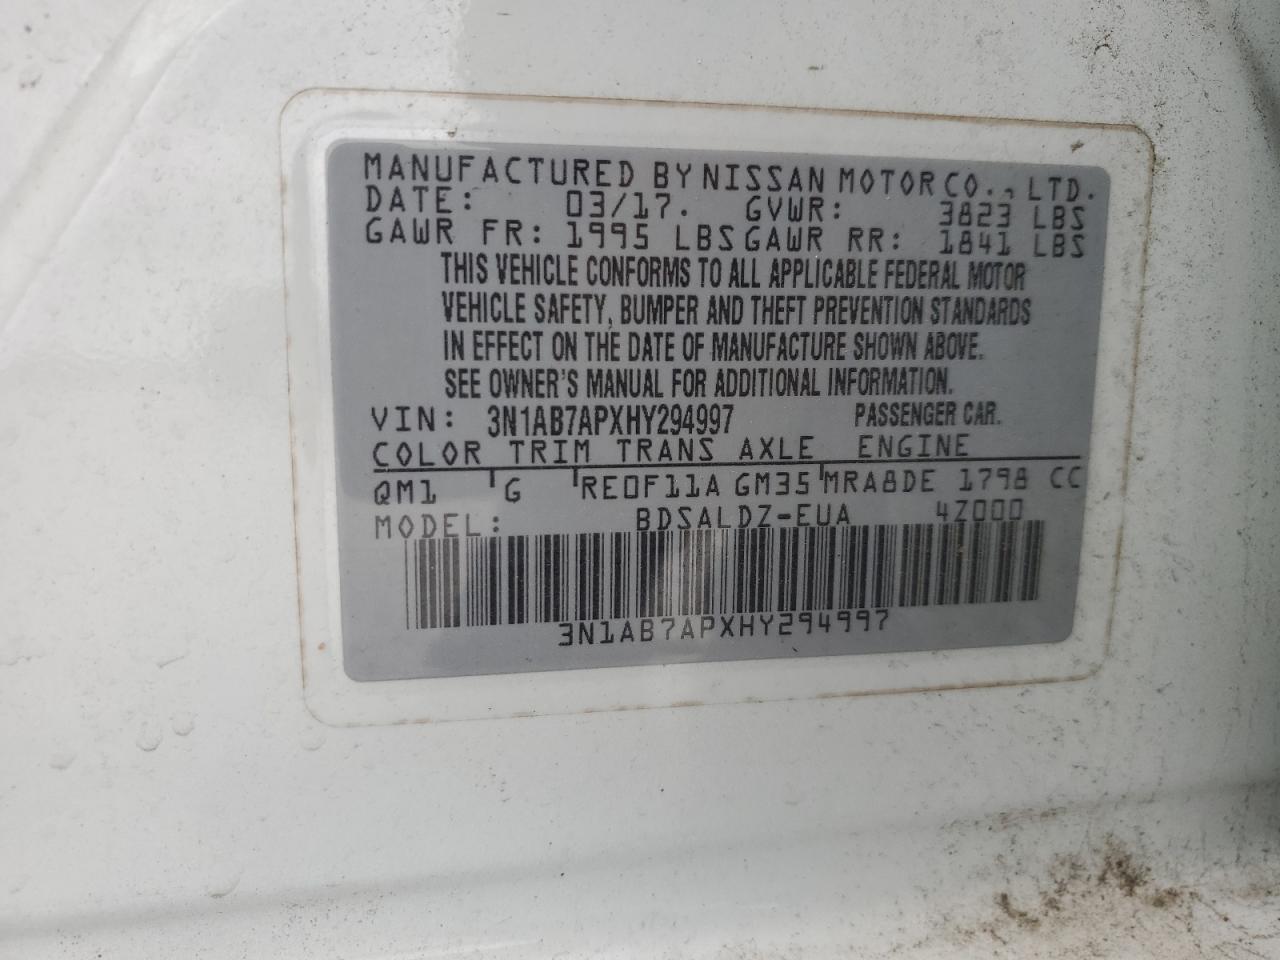 MANUFACTURED BY NISSAN MOTOR CO., LTD.
DATE: 03/17. GVWR: 3823 LBS
GAWR FR: 1995 LBS GAWR RR: 1841 LBS
THIS VEHICLE CONFORMS TO ALL APPLICABLE FEDERAL MOTOR
VEHICLE SAFETY, BUMPER AND THEFT PREVENTION STANDARDS
IN EFFECT ON THE DATE OF MANUFACTURE SHOWN ABOVE.
SEE OWNER'S MANUAL FOR ADDITIONAL INFORMATION.
VIN: 3N1AB7APXHY294997 PASSENGER CAR.
COLOR TRIM TRANS AXLE ENGINE
QM1 G RE0F11A GM35 MRA8DE 1798 CC
MODEL: BDSALDZ-EUA 4Z000
3N1AB7APXHY294997